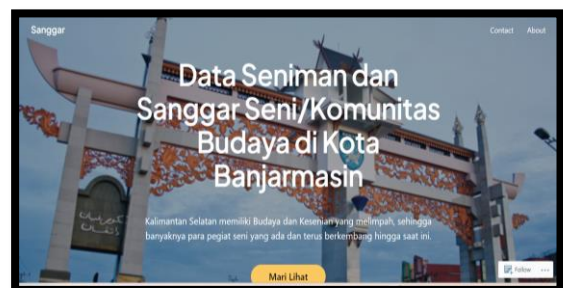 Sanggar
Contact About
Data Seniman dan
Sanggar Seni/Komunitas
Budaya di Kota
Banjarmasin
Kalimantan Selatan memiliki Budaya dan Kesenian yang melimpah, sehingga
banyaknya para pegiat seni yang ada dan terus berkembang hingga saat ini.
Mari Lihat
Follow ...